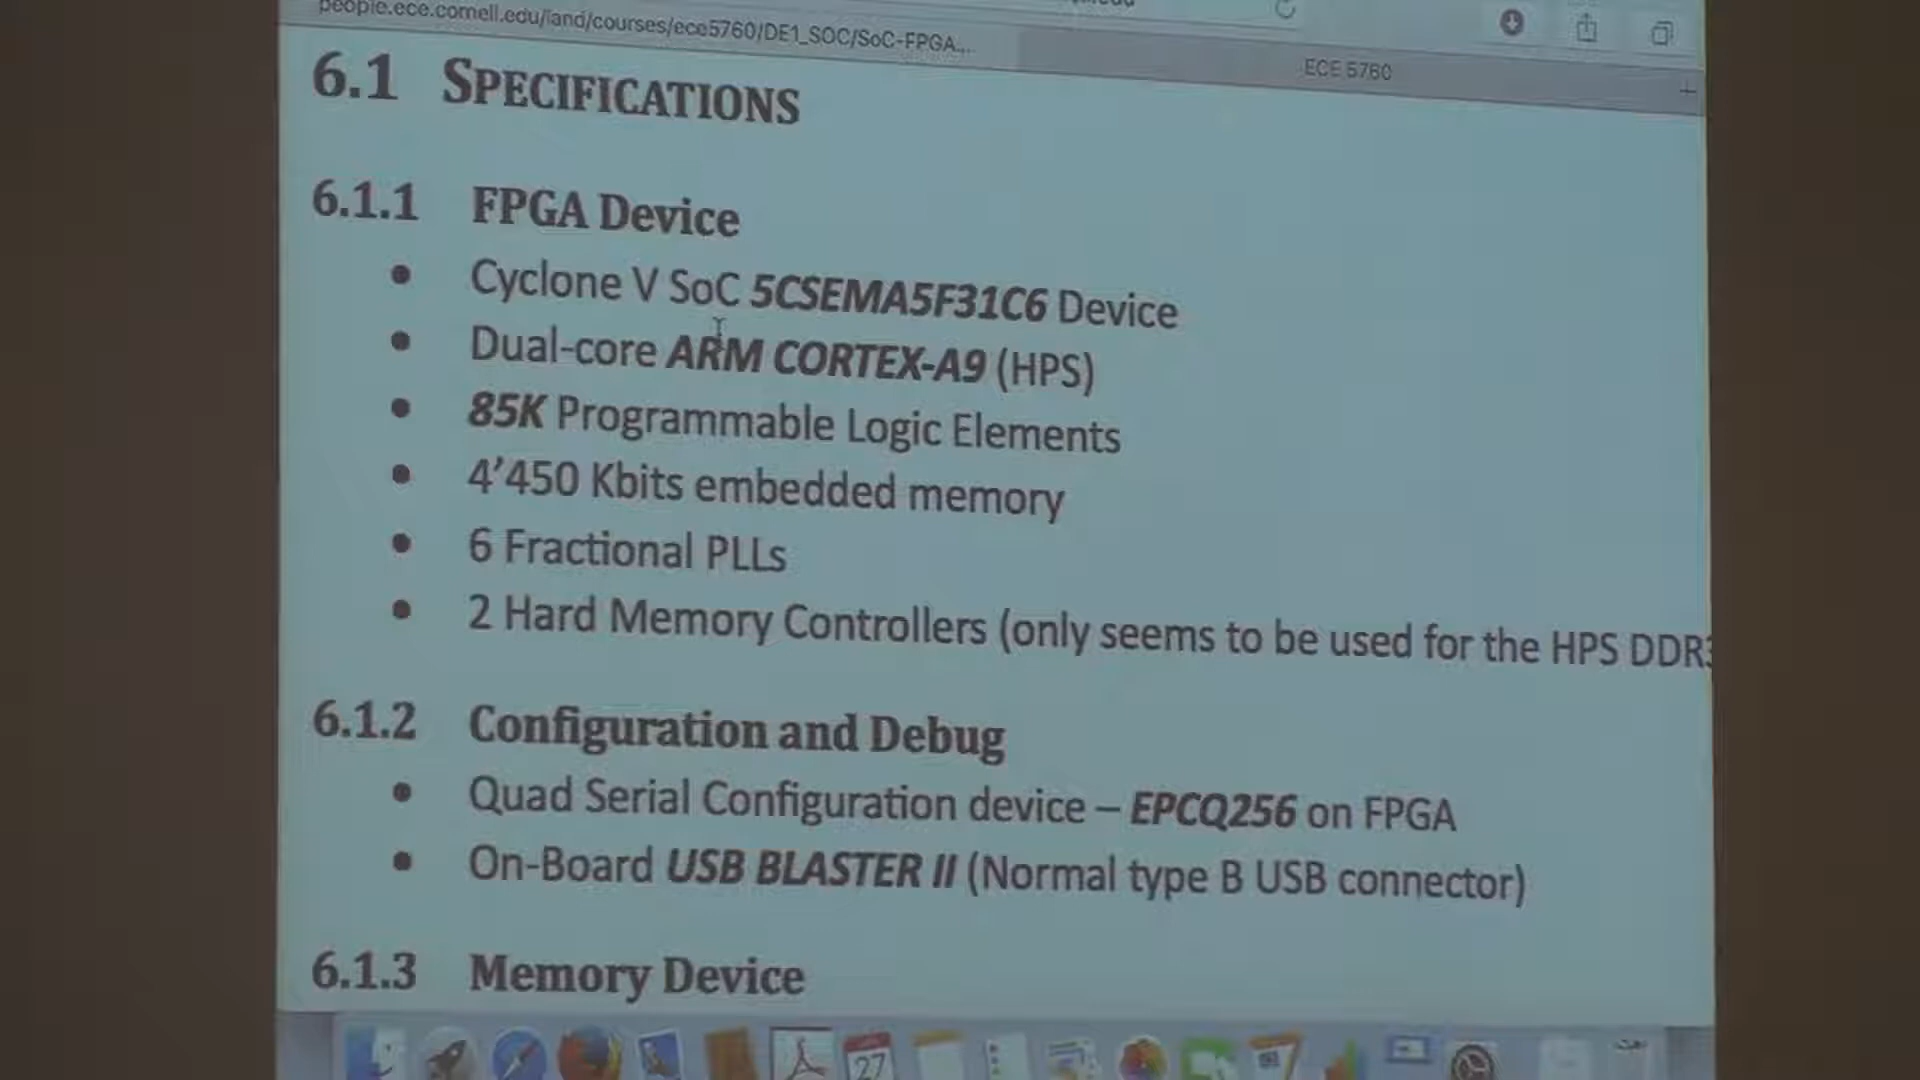 people.ece.cornell.edu/land/courses/ece5760/DE1_SOC/SoC-FPGA...
ECE 5760
6.1 SPECIFICATIONS
6.1.1 FPGA Device
• Cyclone V SoC 5CSEMA5F31C6 Device
• Dual-core ARM CORTEX-A9 (HPS)
• 85K Programmable Logic Elements
• 4’450 Kbits embedded memory
• 6 Fractional PLLs
• 2 Hard Memory Controllers (only seems to be used for the HPS DDR3
6.1.2 Configuration and Debug
• Quad Serial Configuration device – EPCQ256 on FPGA
• On-Board USB BLASTER II (Normal type B USB connector)
6.1.3 Memory Device
27